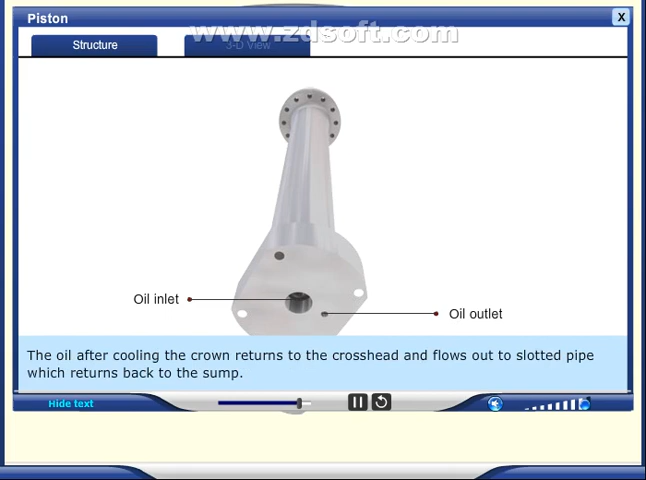 Piston
X
www.zdsoft.com
Structure
3-D View
Oil inlet
Oil outlet
The oil after cooling the crown returns to the crosshead and flows out to slotted pipe
which returns back to the sump.
Hide text